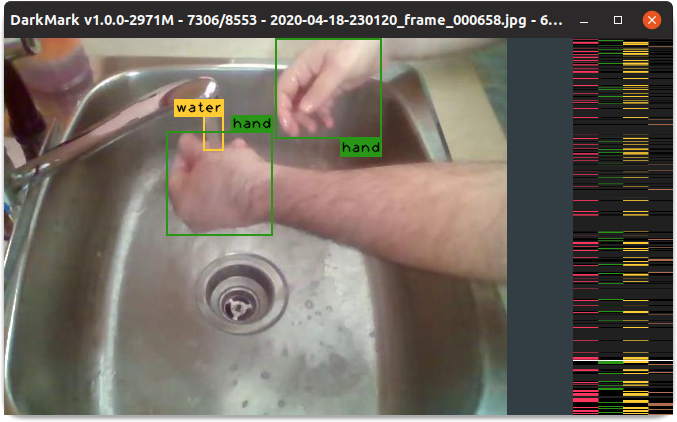 DarkMark v1.0.0-2971M - 7306/8553 - 2020-04-18-230120_frame_000658.jpg - 6...
water
hand
hand